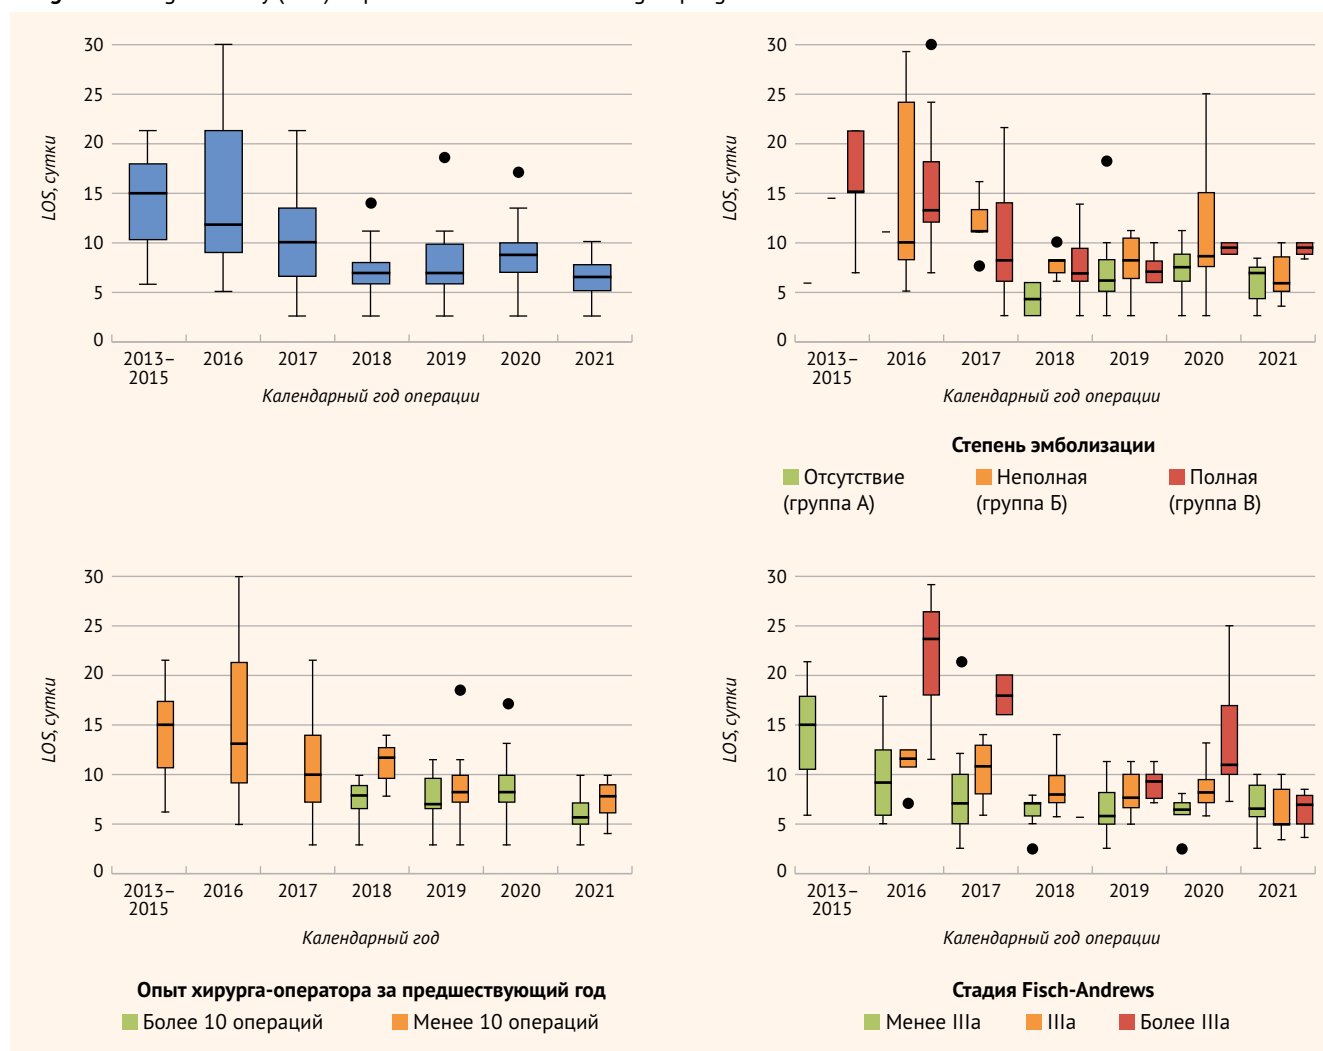 30
25
20
15
10
5
0
LOS, сутки
2013–
2015
2016
2017
2018
2019
2020
2021
Календарный год операции
30
25
20
15
10
5
0
LOS, сутки
2013–
2015
2016
2017
2018
2019
2020
2021
Календарный год операции
Степень эмболизации
Отсутствие
(группа А)
Неполная
(группа Б)
Полная
(группа В)
30
25
20
15
10
5
0
LOS, сутки
2013–
2015
2016
2017
2018
2019
2020
2021
Календарный год
Опыт хирурга-оператора за предшествующий год
Более 10 операций
Менее 10 операций
30
25
20
15
10
5
0
LOS, сутки
2013–
2015
2016
2017
2018
2019
2020
2021
Календарный год операции
Стадия Fisch-Andrews
Менее IIIa
IIIa
Более IIIa